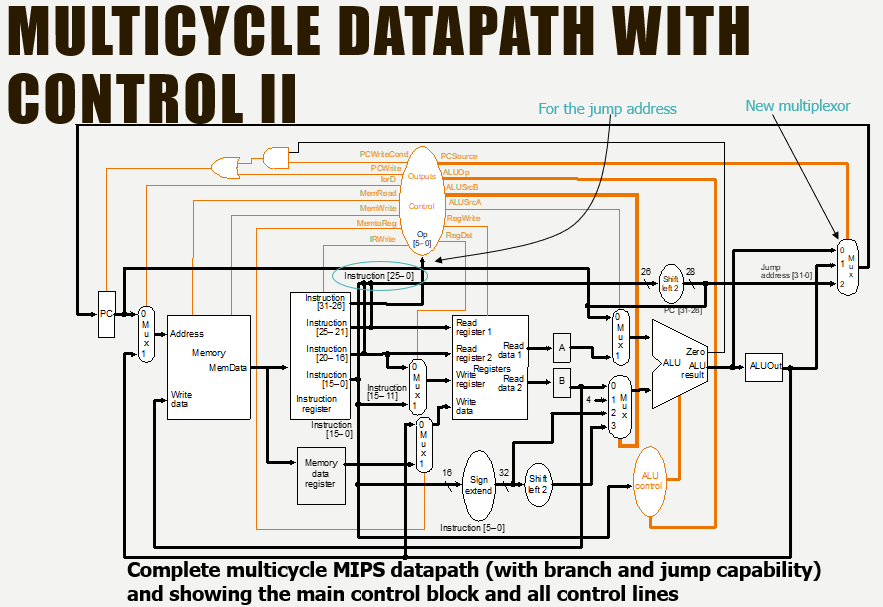 MULTICYCLE DATAPATH WITH
CONTROL II
For the jump address
New multiplexor
PCWriteCond
PCSource
PCWrite
ALUOp
IorD
Outputs
ALUSrcB
MemRead
ALUSrcA
MemWrite
Control
RegWrite
MemtoReg
RegDst
IRWrite
Op
[5–0]
Instruction [25–0]
26
28
Shift
left 2
Jump
address [31-0]
0
1
2
M
u
x
PC [31-28]
PC
0
M
u
x
1
Address
Memory
MemData
Write
data
Instruction
[31-26]
Instruction
[25–21]
Instruction
[20–16]
Instruction
[15–0]
Instruction
register
Instruction
[15–11]
Instruction
[15–0]
Memory
data
register
0
M
u
x
1
0
M
u
x
1
Read
register 1
Read
register 2
Registers
Write
register
Write
data
Read
data 1
Read
data 2
A
B
0
M
u
x
1
4
0
1
2
3
M
u
x
Zero
ALU
ALU
result
ALUOut
16
Sign
extend
32
Shift
left 2
ALU
control
Instruction [5–0]
Complete multicycle MIPS datapath (with branch and jump capability)
and showing the main control block and all control lines